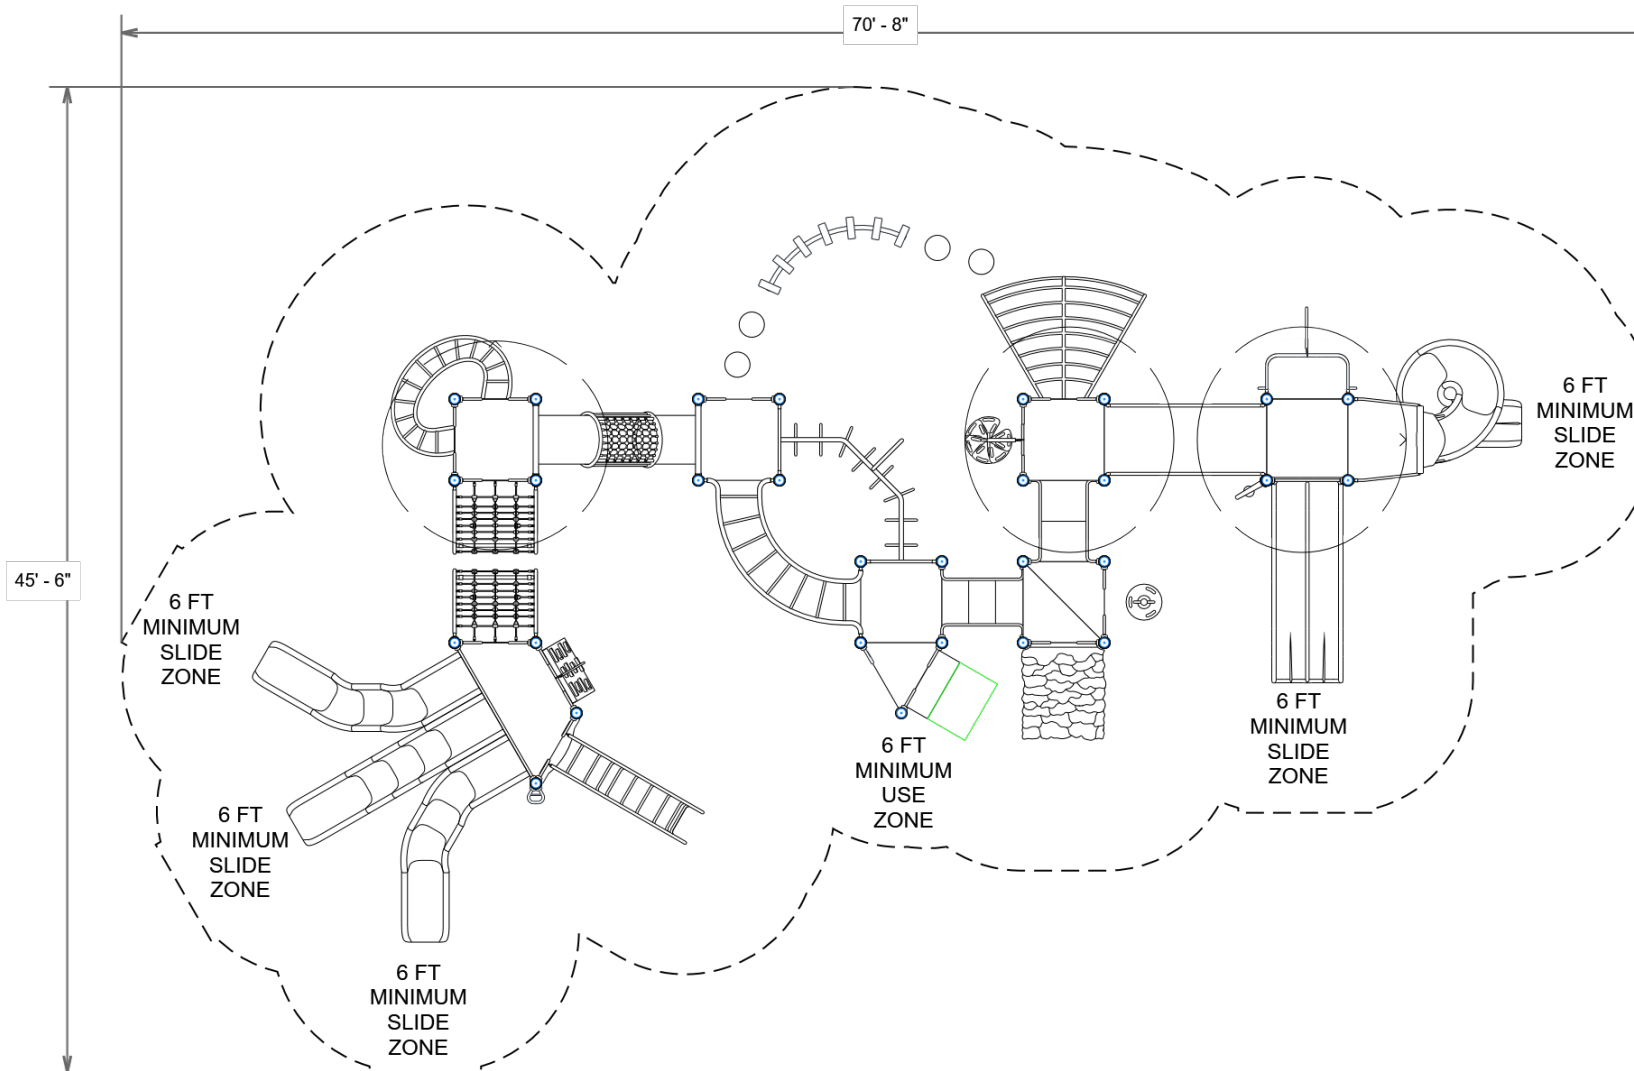 70' - 8"
6 FT
MINIMUM
SLIDE
ZONE
45' - 6"
6 FT
MINIMUM
SLIDE
ZONE
6 FT
MINIMUM
SLIDE
ZONE
6 FT
MINIMUM
USE
ZONE
6 FT
MINIMUM
SLIDE
ZONE
6 FT
MINIMUM
SLIDE
ZONE